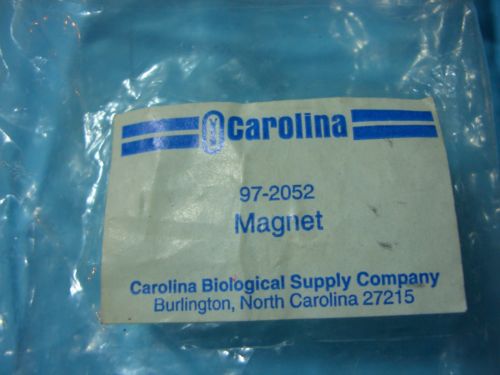 Carolina
97-2052
Magnet
Carolina Biological Supply Company
Burlington, North Carolina 27215